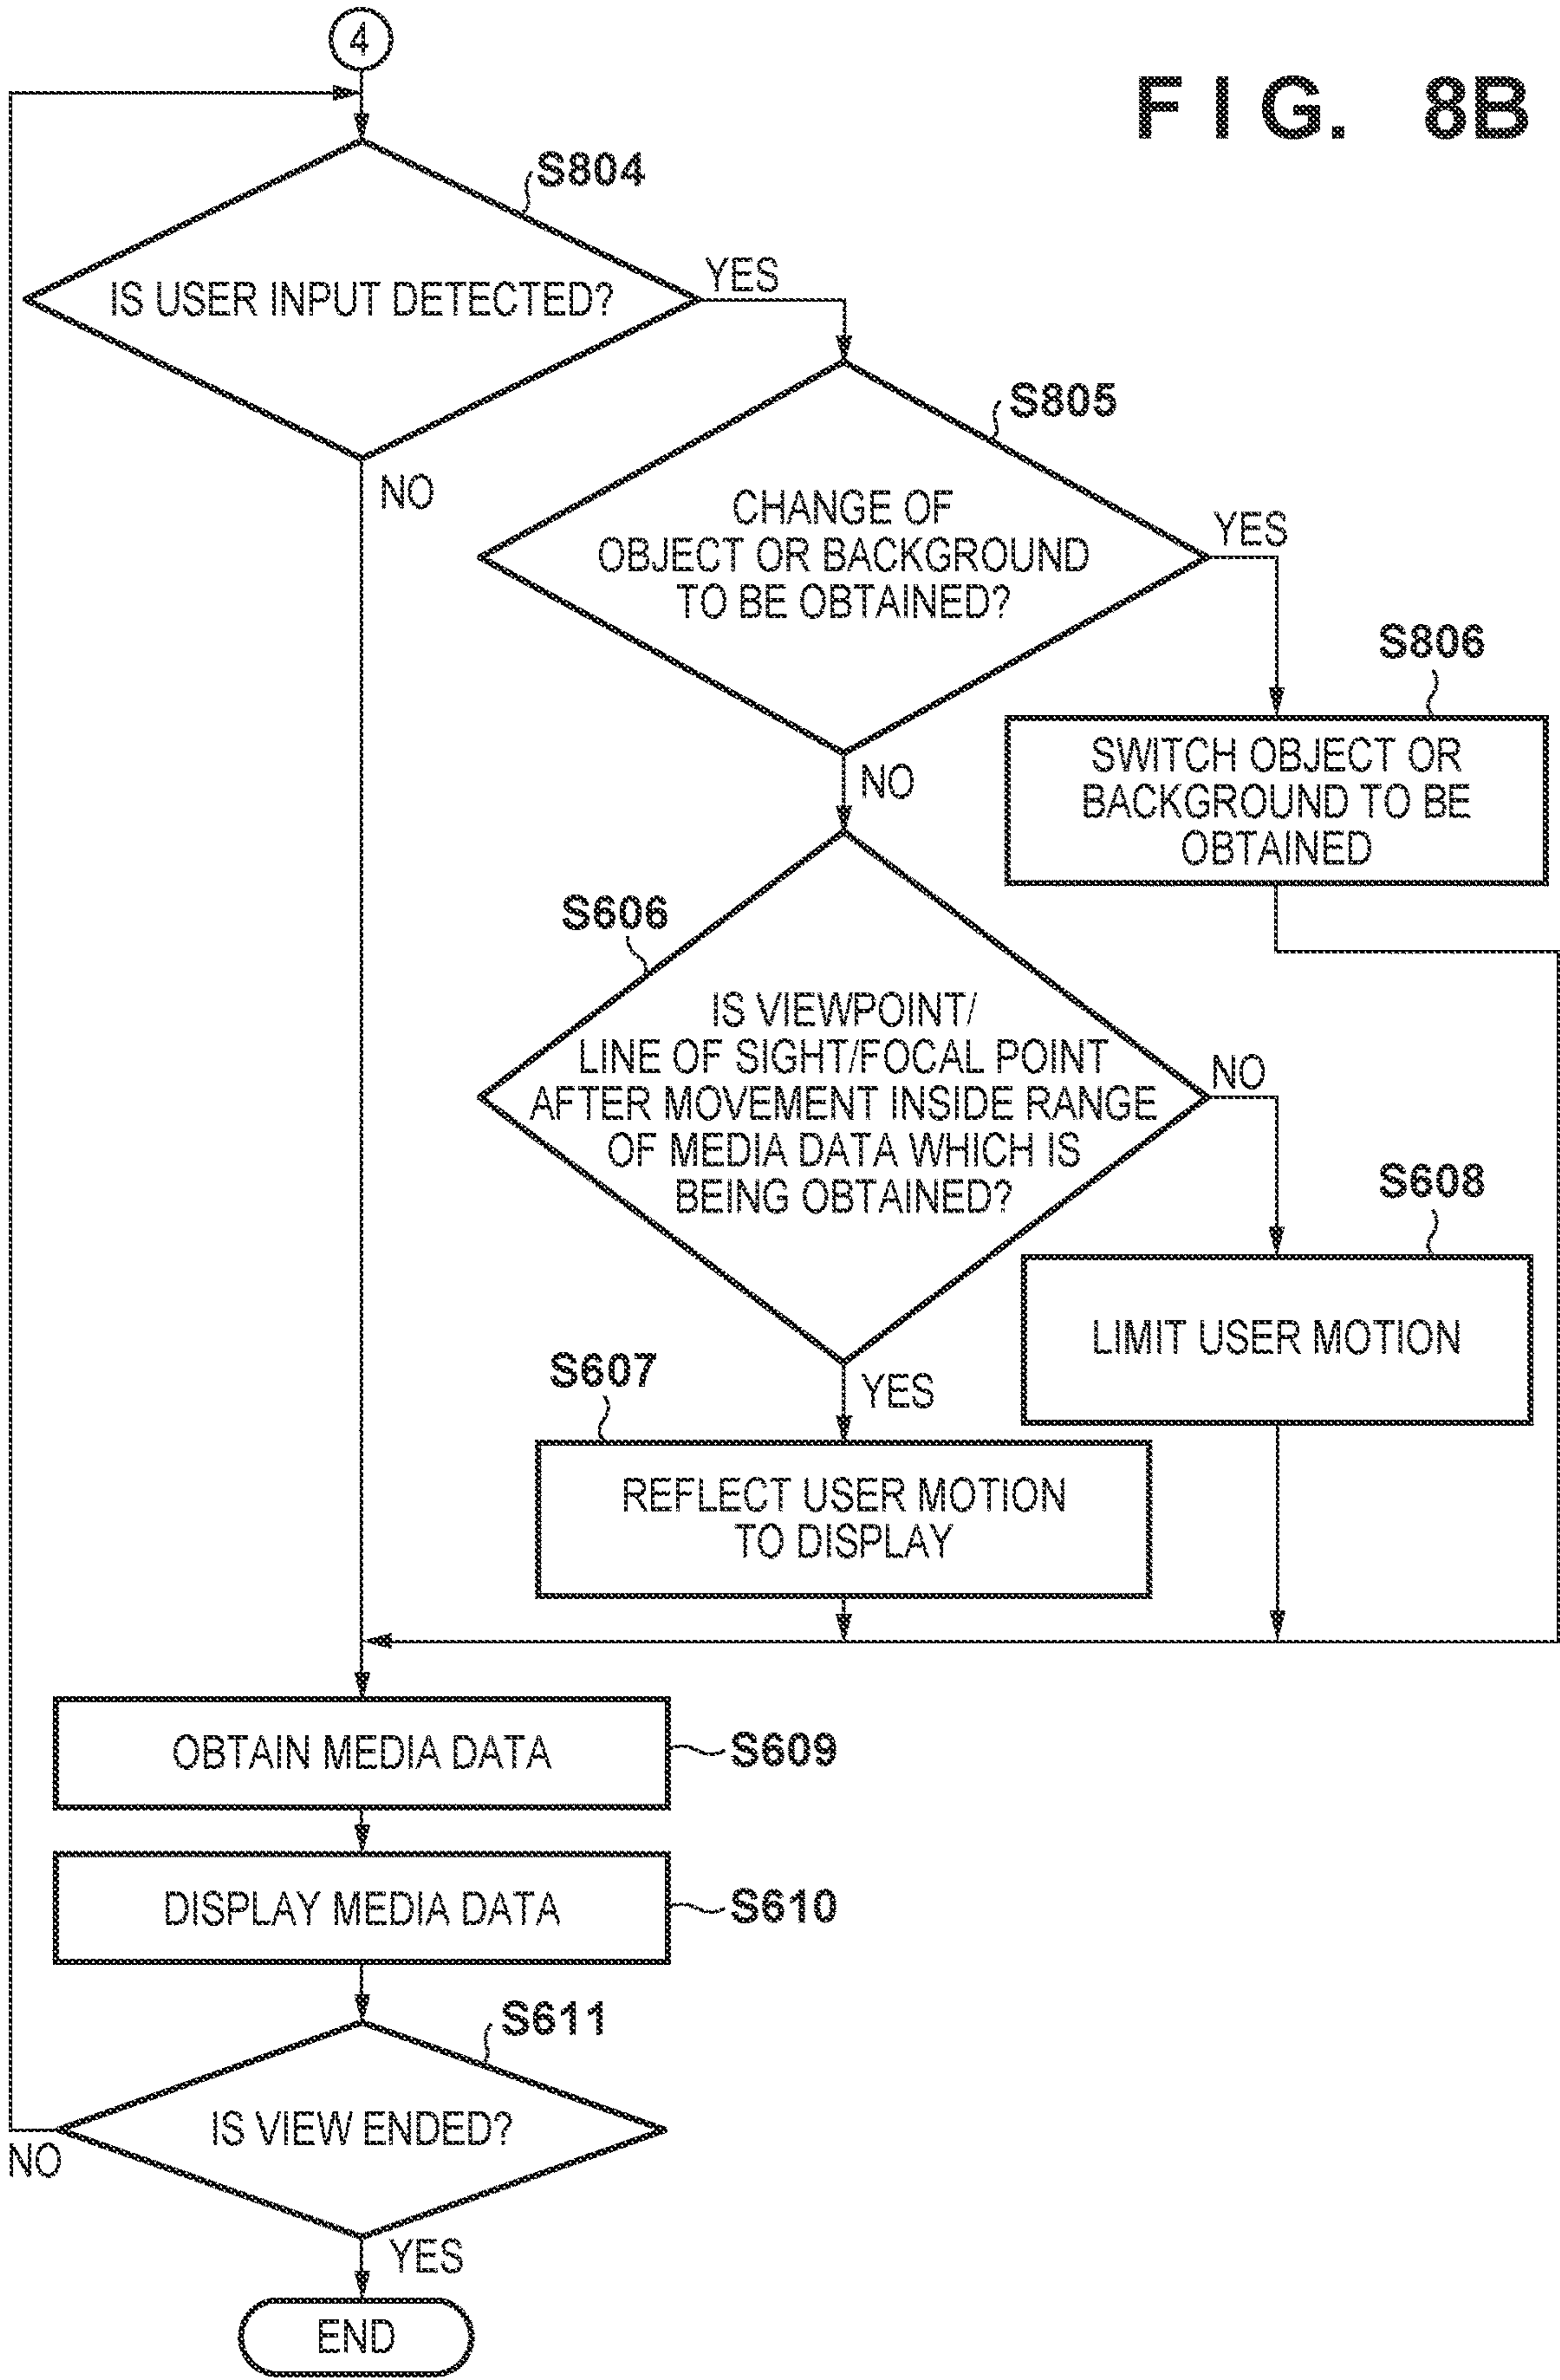 4
FIG. 8B
S804
IS USER INPUT DETECTED?
YES
NO
S805
CHANGE OF
OBJECT OR BACKGROUND
TO BE OBTAINED?
YES
NO
S806
SWITCH OBJECT OR
BACKGROUND TO BE
OBTAINED
S606
IS VIEWPOINT/
LINE OF SIGHT/FOCAL POINT
AFTER MOVEMENT INSIDE RANGE
OF MEDIA DATA WHICH IS
BEING OBTAINED?
NO
YES
S608
LIMIT USER MOTION
S607
REFLECT USER MOTION
TO DISPLAY
OBTAIN MEDIA DATA
S609
DISPLAY MEDIA DATA
S610
S611
IS VIEW ENDED?
NO
YES
END